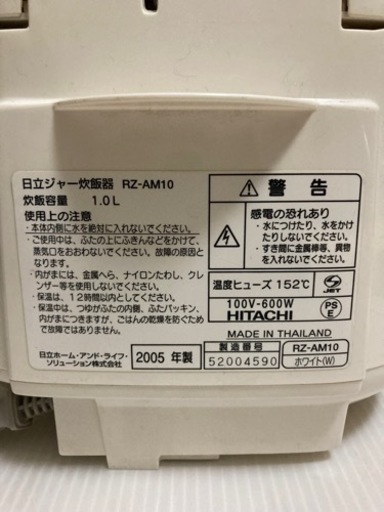 日立ジャー炊飯器 RZ-AM10
炊飯容量 1.0L
使用上の注意
・本体内側に水を絶対に入れないでください。
・ご使用中は、ふたの上にふきんなどをかけて、
蒸気口をふさがないでください。
故障の原因になります。
・内がまには、金属へら、ナイロンたわし、クレ
ンザー等を使用しないでください。
・保温は、12時間以内としてください。
・保温中は、つゆがふたの内側、ふたパッキン、
内がまにつきますが、ごはんの乾燥を防ぐため
で故障ではありません。
日立ホーム・アンド・ライフ・
ソリューション株式会社
2005 年製
警告
感電の恐れあり
・水につけたり、水をか
けたりしないでください。
・すき間に金属棒等、異物
を入れないでください。
温度ヒューズ 152℃
S JET
100V-600W
HITACHI
PS
E
MADE IN THAILAND
製造番号
52004590
RZ-AM10
ホワイト(W)